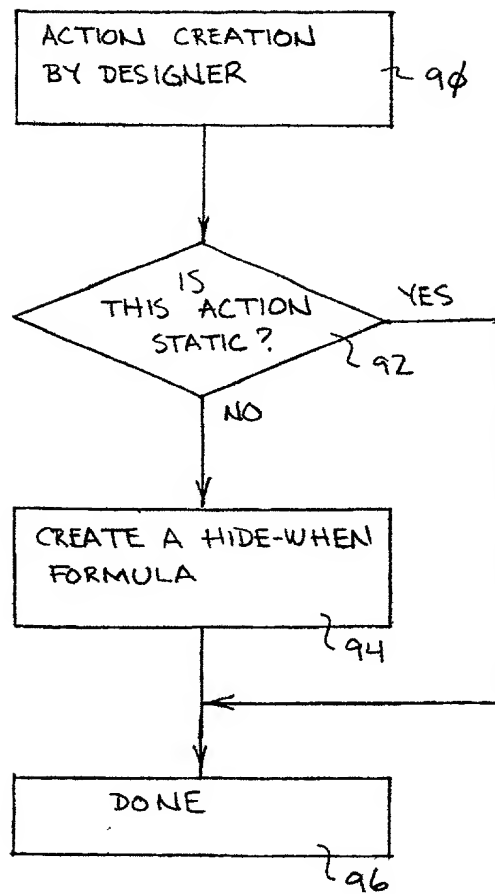 ACTION CREATION
BY DESIGNER
90
IS
THIS ACTION
STATIC?
YES
92
NO
CREATE A HIDE-WHEN
FORMULA
94
DONE
96